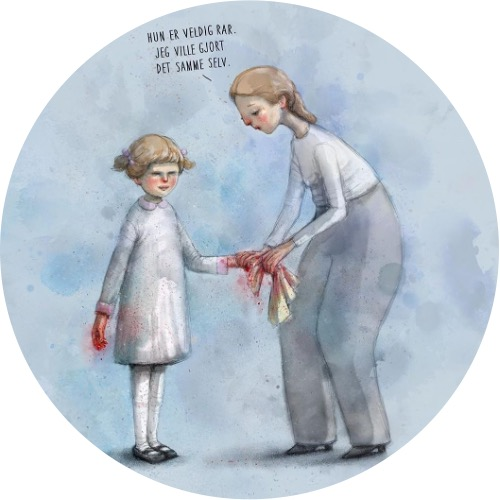 HUN ER VELDIG RAR.
JEG VILLE GJORT
DET SAMME SELV.